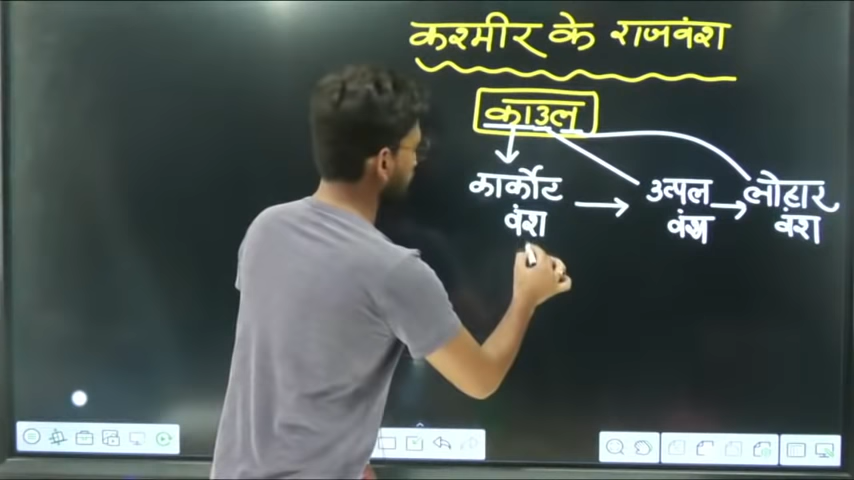 कश्मीर के राजवंश
काउल
कार्कोट → उत्पल → लोहार
वंश वंश वंश